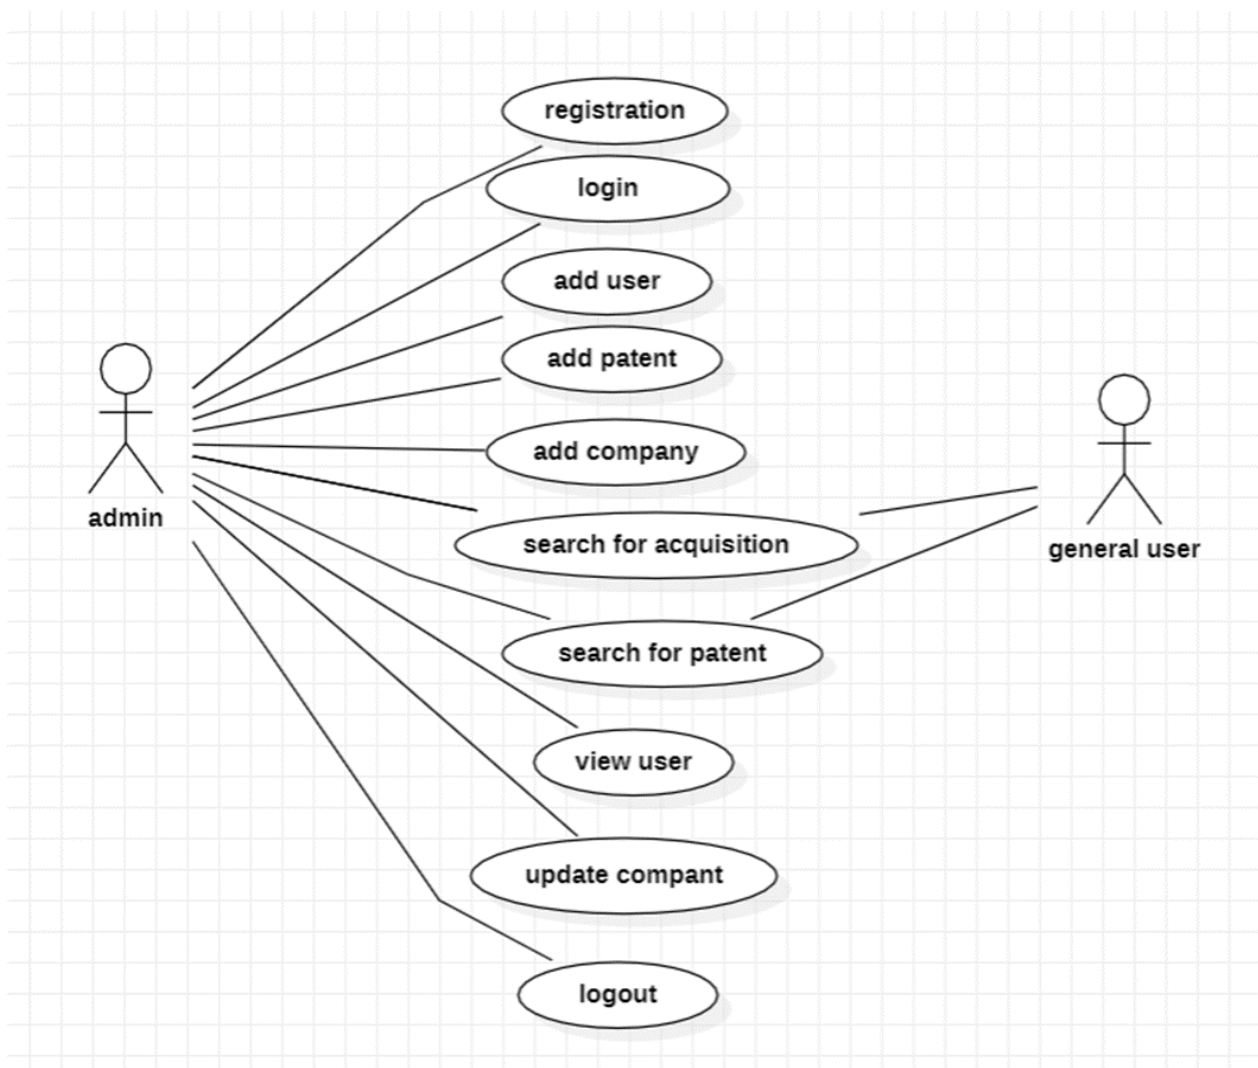 registration
login
add user
add patent
add company
admin
search for acquisition
general user
search for patent
view user
update compant
logout